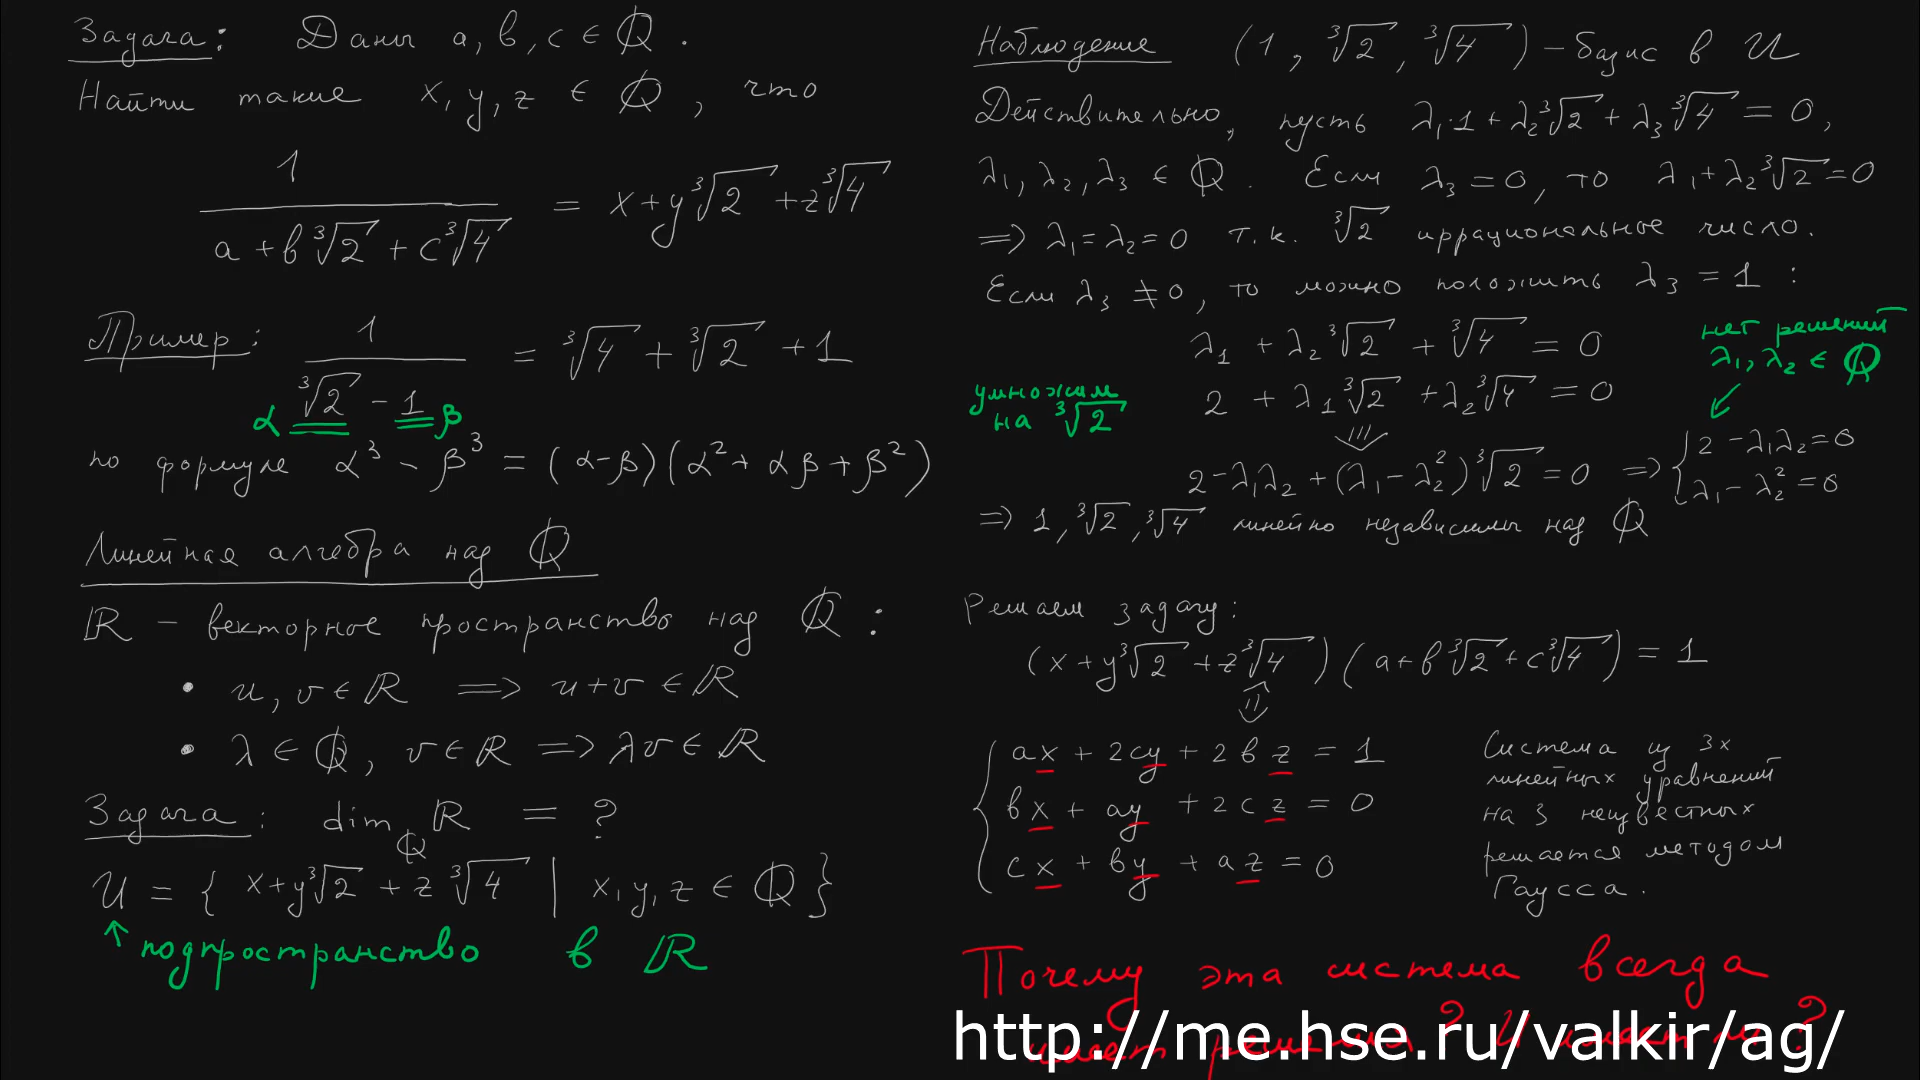 Задача: Даны a, b, c ∈ ℚ.
Найти такие x, y, z ∈ ℚ, что
1 / (a + b∛2 + c∛4) = x + y∛2 + z∛4
Пример: 1 / (∛2 - 1) = ∛4 + ∛2 + 1
α β
по формуле α³ - β³ = (α-β)(α² + αβ + β²)
Линейная алгебра над ℚ
ℝ - векторное пространство над ℚ:
• u, v ∈ ℝ ⟹ u+v ∈ ℝ
• λ ∈ ℚ, v ∈ ℝ ⟹ λv ∈ ℝ
Задача: dim_ℚ ℝ = ?
U = { x+y∛2 + z∛4 | x, y, z ∈ ℚ }
↑ подпространство в ℝ
Наблюдение (1, ∛2, ∛4) – базис в U
Действительно, пусть λ₁·1 + λ₂∛2 + λ₃∛4 = 0,
λ₁, λ₂, λ₃ ∈ ℚ. Если λ₃ = 0, то λ₁+λ₂∛2 = 0
⟹ λ₁ = λ₂ = 0 т.к. ∛2 иррациональное число.
Если λ₃ ≠ 0, то можно положить λ₃ = 1:
λ₁ + λ₂∛2 + ∛4 = 0
нет решений
λ₁, λ₂ ∈ ℚ
умножим
на ∛2
2 + λ₁∛2 + λ₂∛4 = 0
2-λ₁λ₂ + (λ₁-λ₂²)∛2 = 0 ⟹ { 2 - λ₁λ₂ = 0
λ₁ - λ₂² = 0
⟹ 1, ∛2, ∛4 линейно независимы над ℚ
Решаем задачу:
(x + y∛2 + z∛4)(a + b∛2 + c∛4) = 1
ax + 2cy + 2bz = 1
bx + ay + 2cz = 0
cx + by + az = 0
Система из 3х
линейных уравнений
на 3 неизвестных
решается методом
Гаусса.
Почему эта система всегда
имеет решения? И
http://me.hse.ru/valkir/ag/